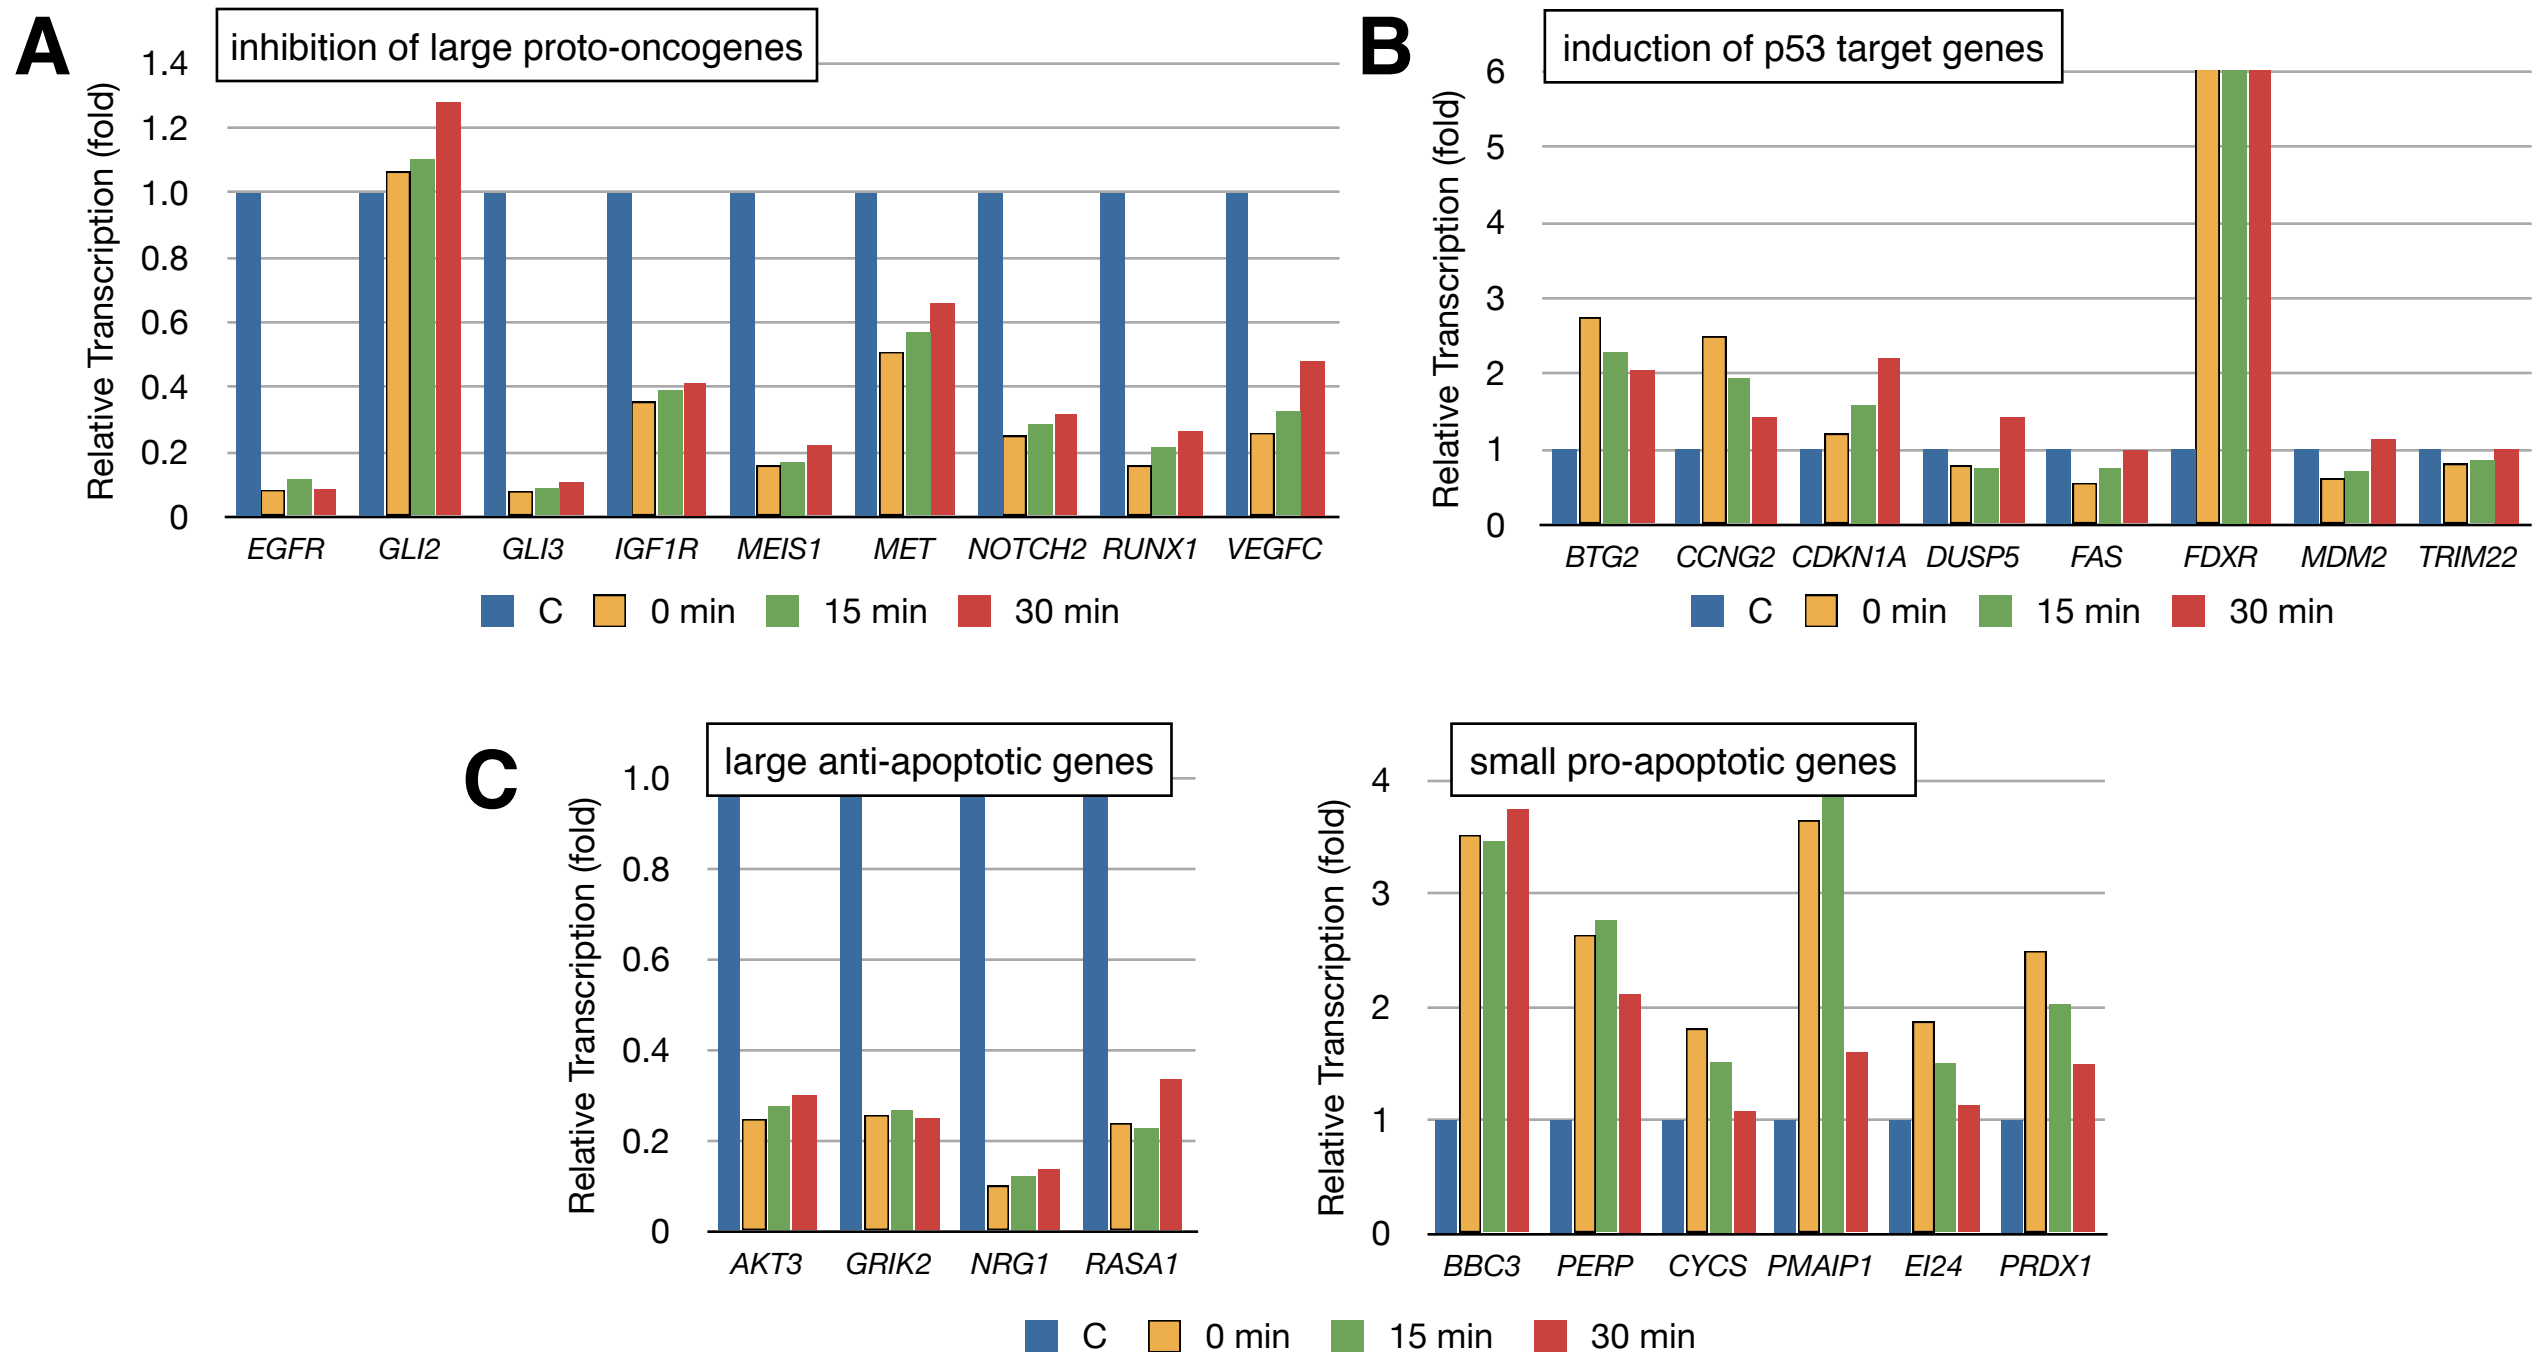 A
inhibition of large proto-oncogenes
Relative Transcription (fold)
1.4
1.2
1.0
0.8
0.6
0.4
0.2
0
EGFR GLI2 GLI3 IGF1R MEIS1 MET NOTCH2 RUNX1 VEGFC
C 0 min 15 min 30 min
B
induction of p53 target genes
Relative Transcription (fold)
6
5
4
3
2
1
0
BTG2 CCNG2 CDKN1A DUSP5 FAS FDXR MDM2 TRIM22
C 0 min 15 min 30 min
C
large anti-apoptotic genes
Relative Transcription (fold)
1.0
0.8
0.6
0.4
0.2
0
AKT3 GRIK2 NRG1 RASA1
small pro-apoptotic genes
Relative Transcription (fold)
4
3
2
1
0
BBC3 PERP CYCS PMAIP1 EI24 PRDX1
C 0 min 15 min 30 min